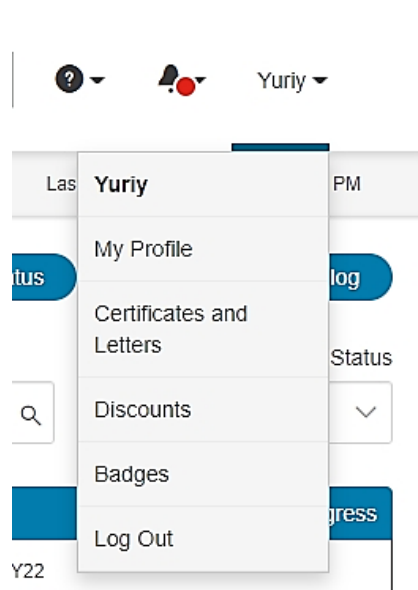 ? Yuriy
Las Yuriy PM
My Profile
tus log
Certificates and
Letters
Status
Discounts
Badges
gress
Log Out
Y22